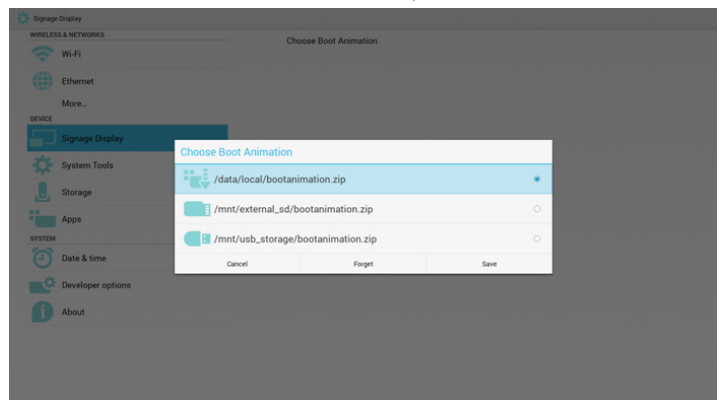 Signage Display
WIRELESS & NETWORKS
Choose Boot Animation
Wi-Fi
Ethernet
More...
DEVICE
Signage Display
System Tools
Storage
Apps
SYSTEM
Date & time
Developer options
About
Choose Boot Animation
/data/local/bootanimation.zip
/mnt/external_sd/bootanimation.zip
/mnt/usb_storage/bootanimation.zip
Cancel Forget Save